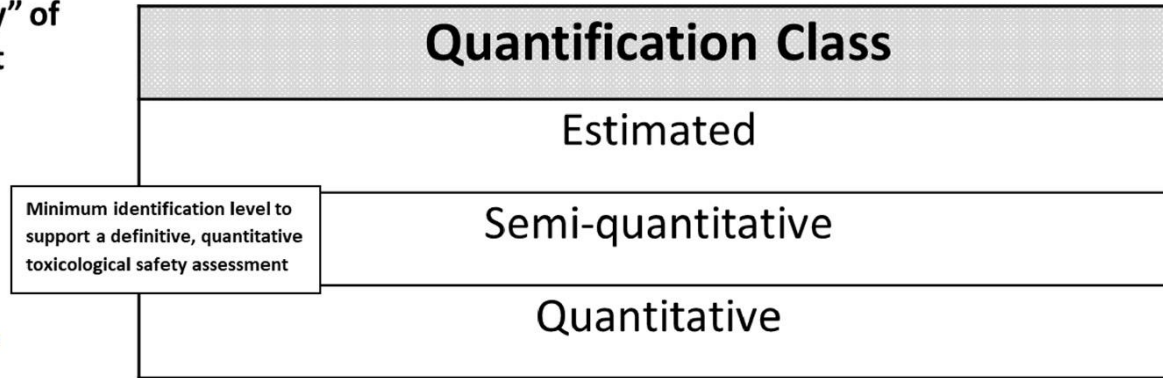 y” of
t
Quantification Class
Estimated
Minimum identification level to
support a definitive, quantitative
toxicological safety assessment
Semi-quantitative
Quantitative